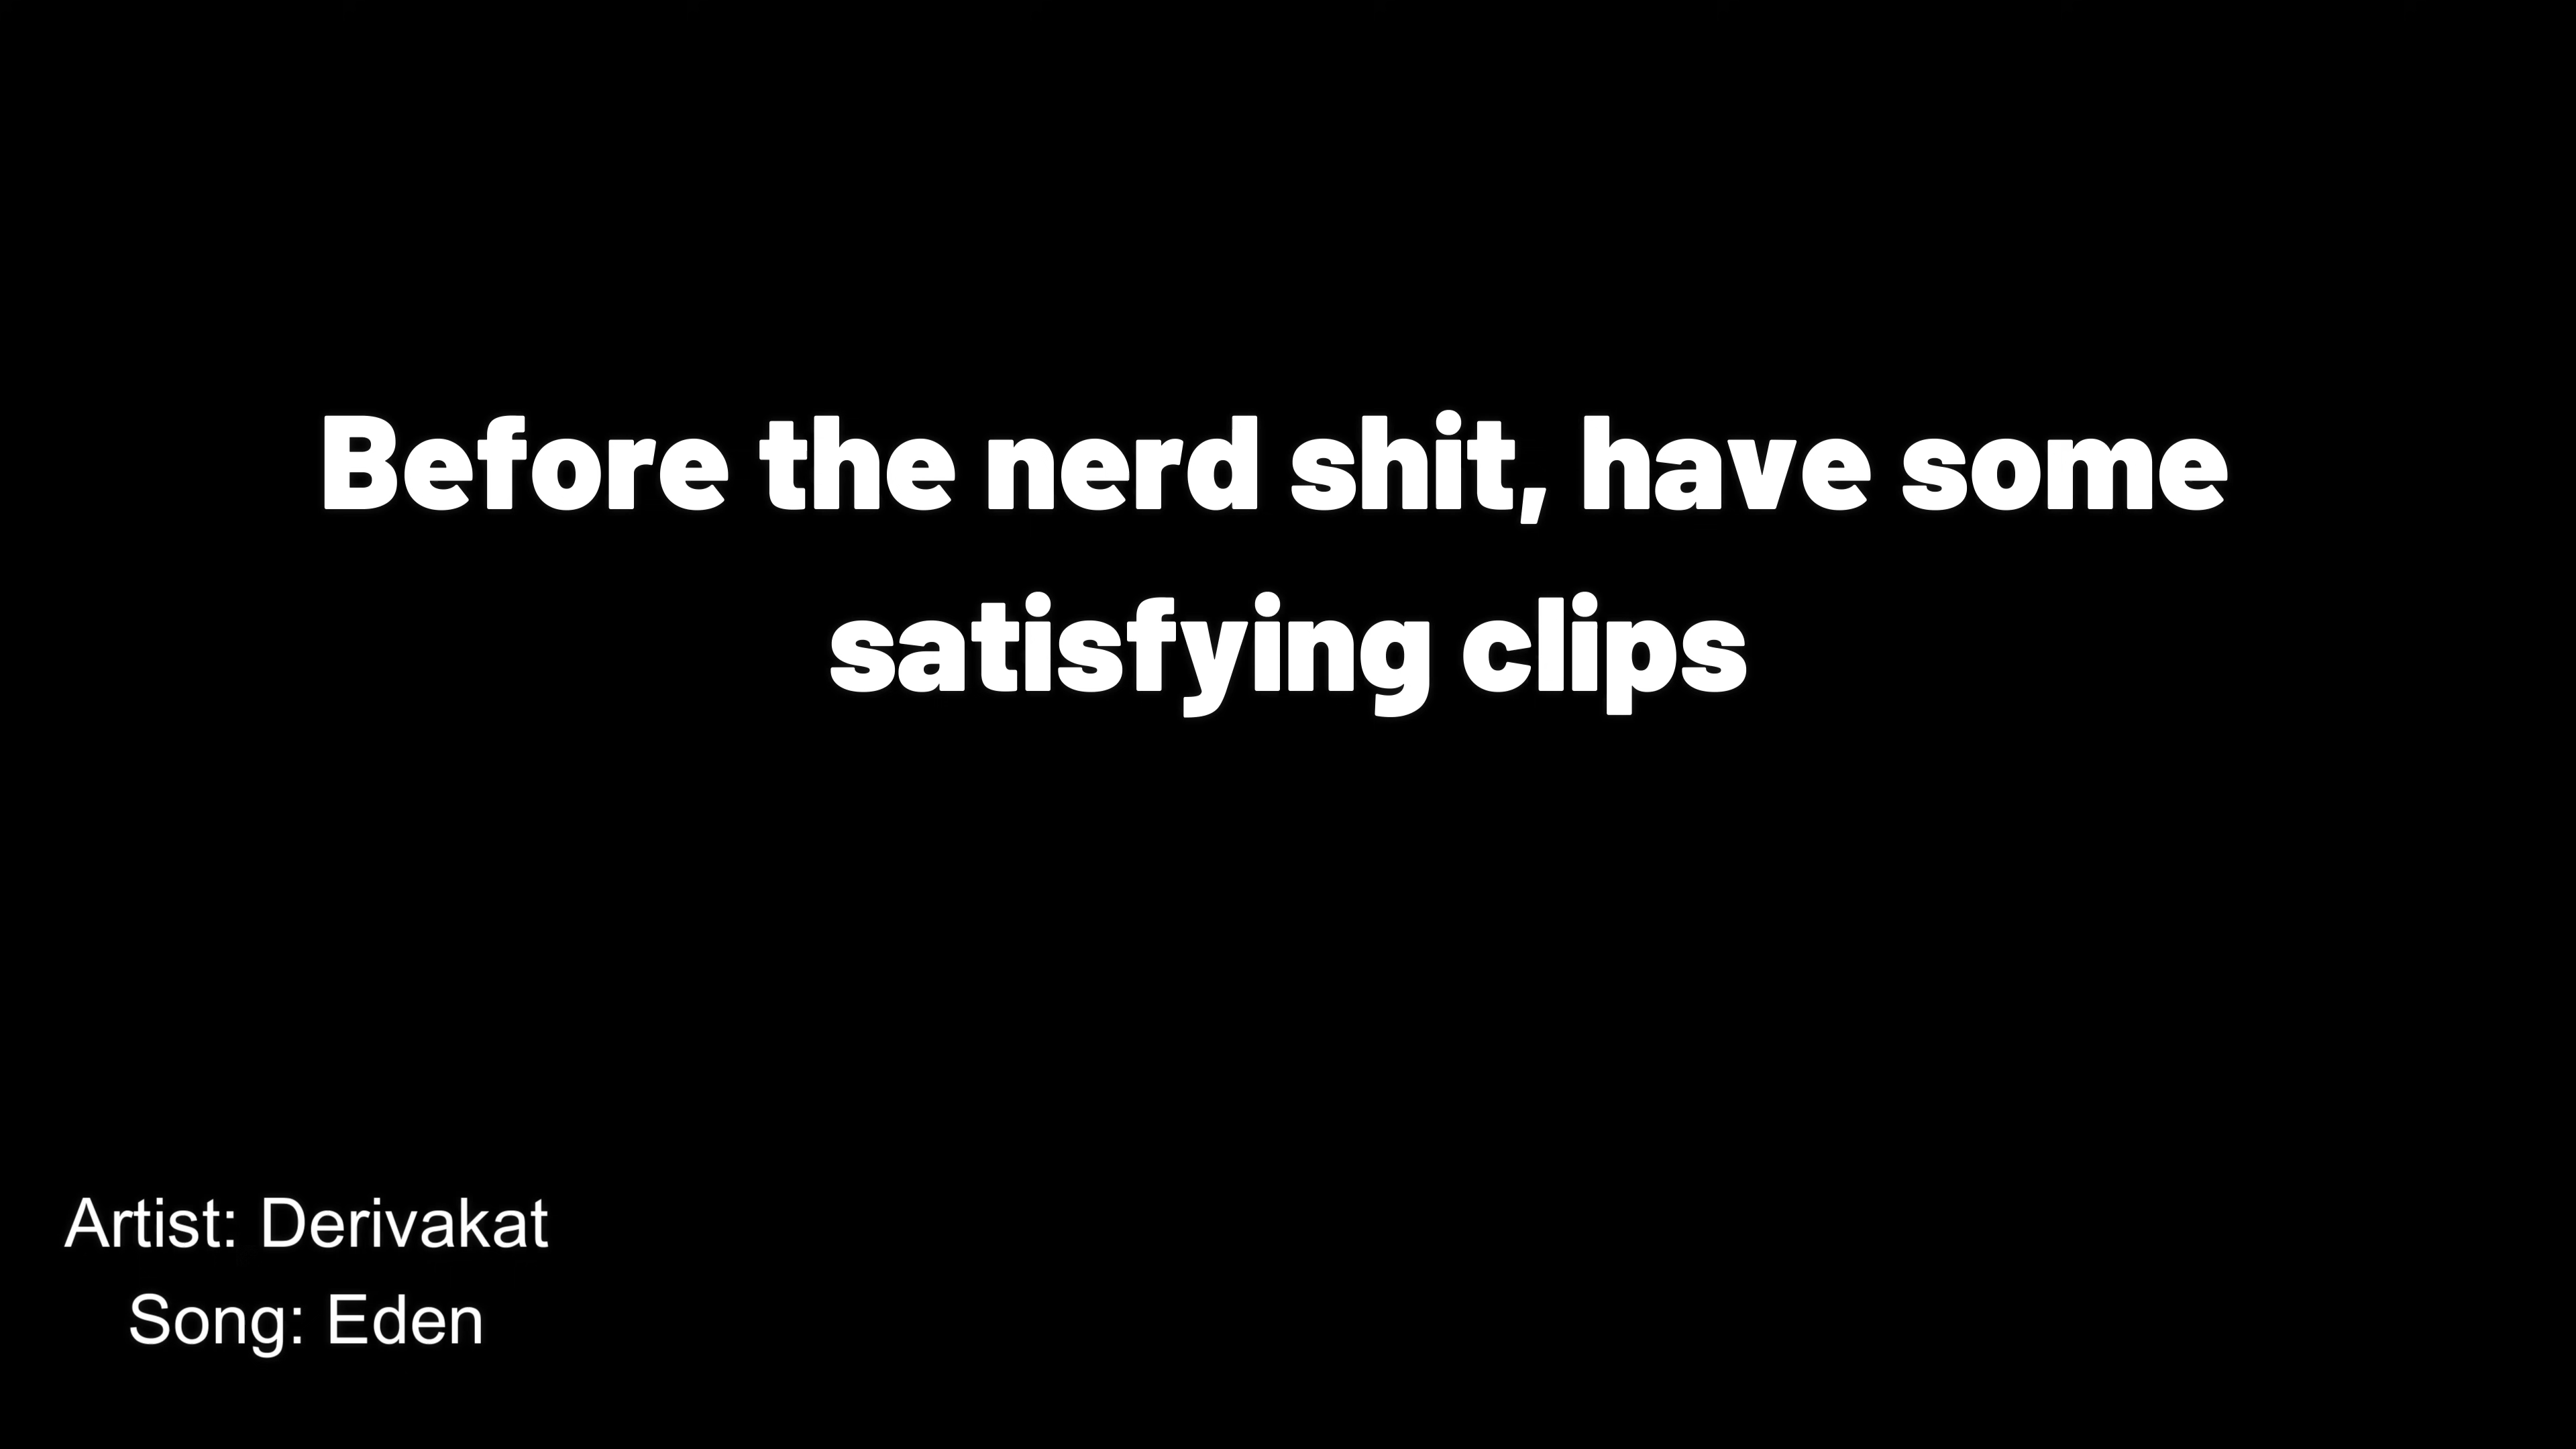 Before the nerd shit, have some
satisfying clips
Artist: Derivakat
Song: Eden